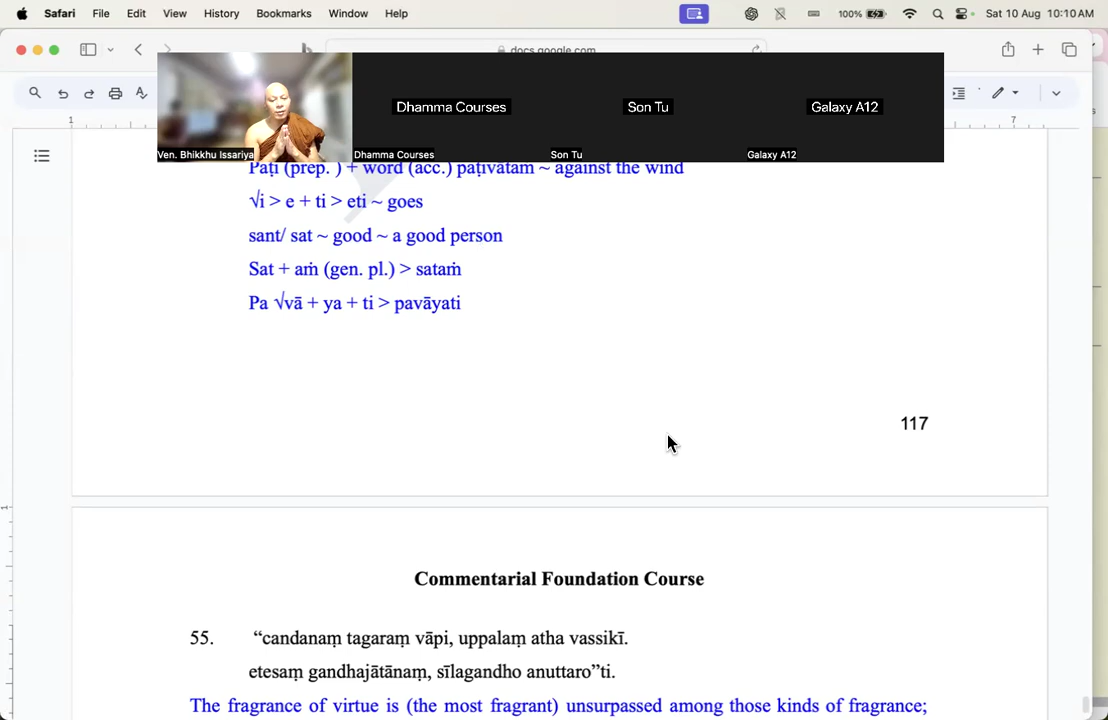 Safari File Edit View History Bookmarks Window Help 100% Sat 10 Aug 10:10 AM
docs.google.com
Dhamma Courses Son Tu Galaxy A12
Ven. Bhikkhu Issariya Dhamma Courses Son Tu Galaxy A12
1 7
Paṭi (prep. ) + word (acc.) paṭivātaṁ ~ against the wind
√i > e + ti > eti ~ goes
sant/ sat ~ good ~ a good person
Sat + aṁ (gen. pl.) > sataṁ
Pa √vā + ya + ti > pavāyati
117
Commentarial Foundation Course
55. “candanaṃ tagaraṃ vāpi, uppalaṃ atha vassikī.
etesaṃ gandhajātānaṃ, sīlagandho anuttaro”ti.
The fragrance of virtue is (the most fragrant) unsurpassed among those kinds of fragrance;